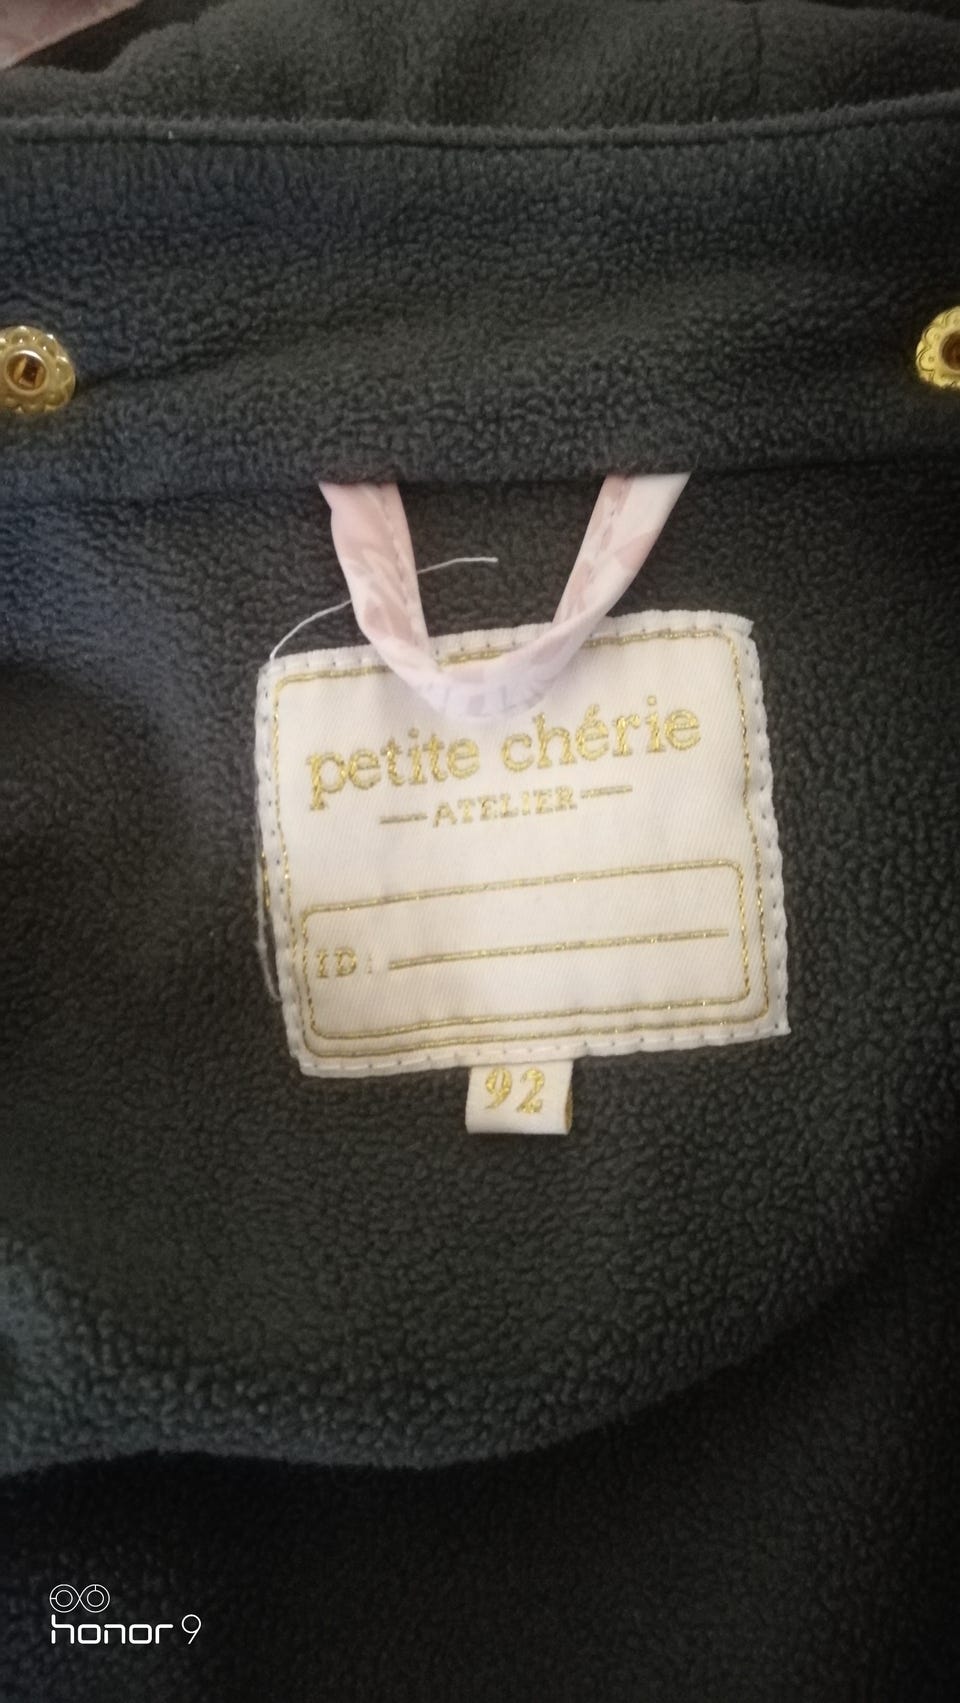 petite chérie
ATELIER
ID:
92
honor 9